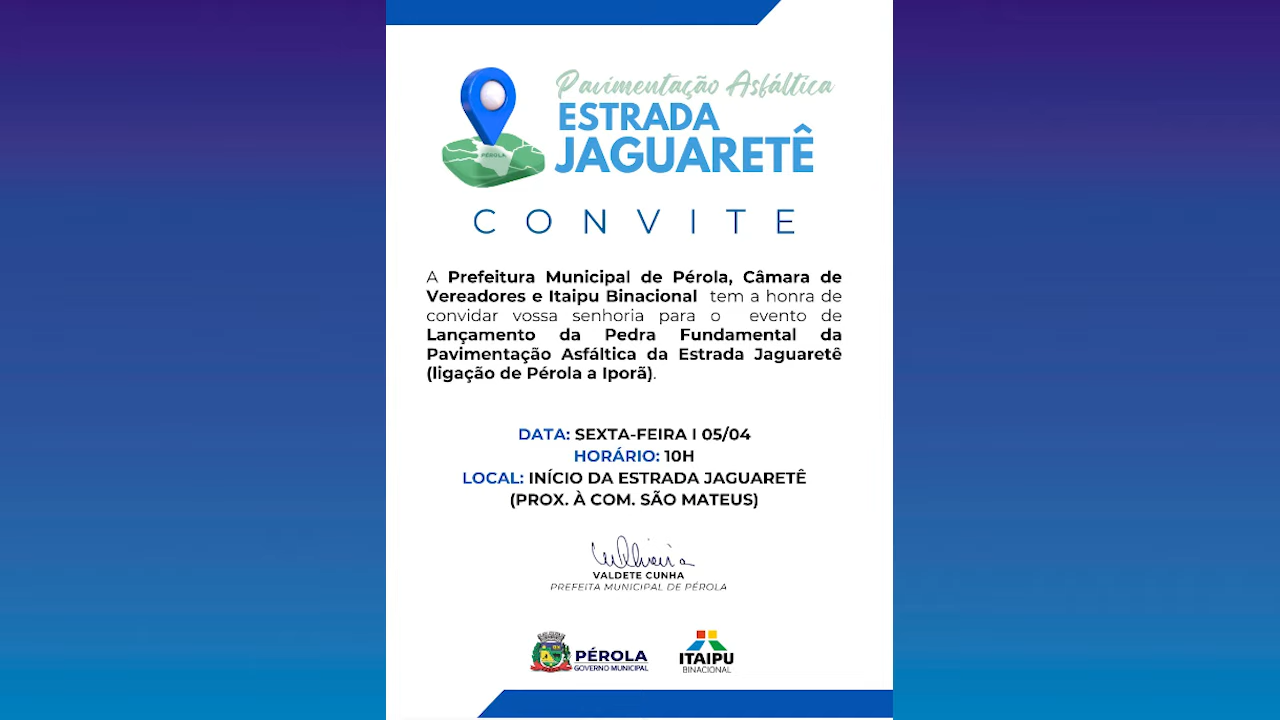 Pavimentação Asfáltica
ESTRADA
JAGUARETÊ
PÉROLA
CONVITE
A Prefeitura Municipal de Pérola, Câmara de
Vereadores e Itaipu Binacional tem a honra de
convidar vossa senhoria para o evento de
Lançamento da Pedra Fundamental da
Pavimentação Asfáltica da Estrada Jaguaretê
(ligação de Pérola a Iporã).
DATA: SEXTA-FEIRA I 05/04
HORÁRIO: 10H
LOCAL: INÍCIO DA ESTRADA JAGUARETÊ
(PROX. À COM. SÃO MATEUS)
VALDETE CUNHA
PREFEITA MUNICIPAL DE PÉROLA
PÉROLA
GOVERNO MUNICIPAL
ITAIPU
BINACIONAL